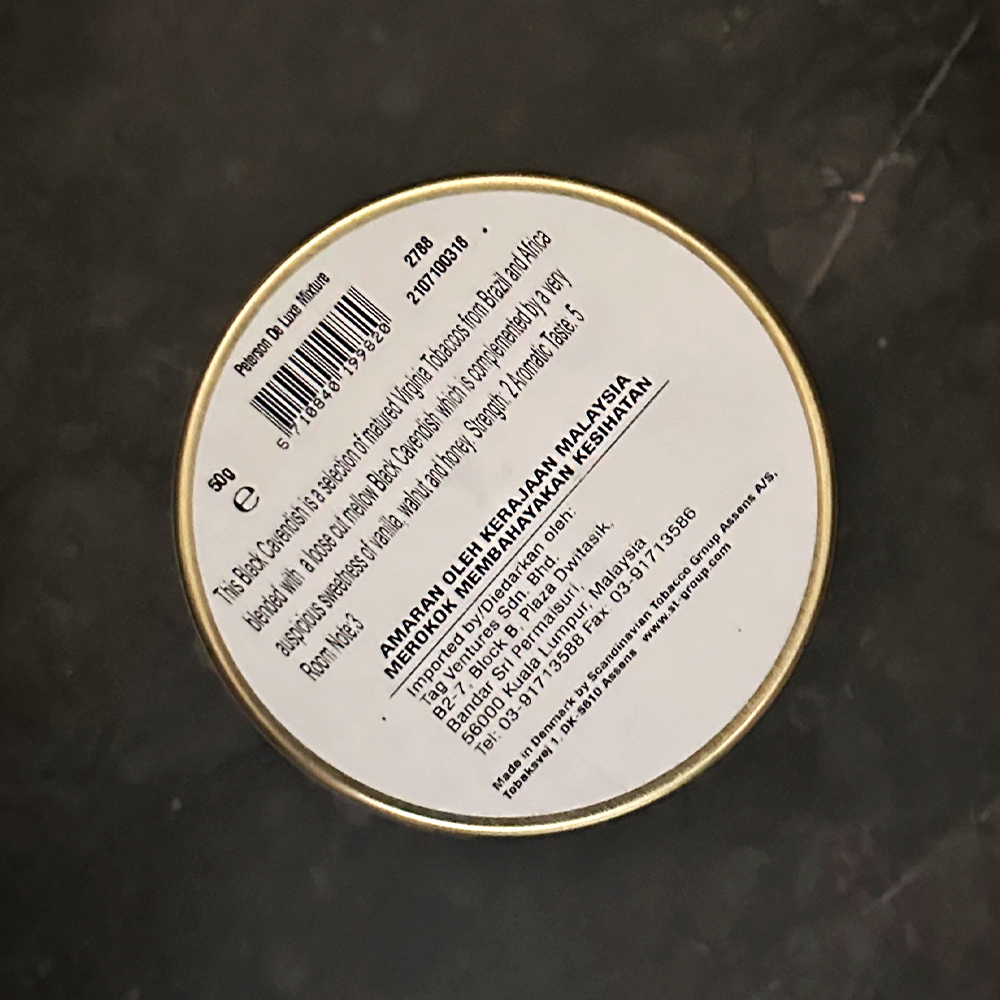 Peterson De Luxe Mixture
5 710840 199820
2788
2107100318
50g
e
This Black Cavendish is a selection of matured Virginia Tobaccos from Brazil and Africa
blended with a loose cut mellow Black Cavendish which is complemented by a very
auspicious sweetness of vanilla, walnut and honey. Strength: 2 Aromatic Taste: 5
Room Note:3
AMARAN OLEH KERAJAAN MALAYSIA
MEROKOK MEMBAHAYAKAN KESIHATAN
Imported by/Diedarkan oleh:
Tag Ventures Sdn. Bhd.
B2-7, Block B, Plaza Dwitasik,
Bandar Sri Permaisuri,
56000 Kuala Lumpur, Malaysia
Tel: 03-91713588 Fax: 03-91713586
Made in Denmark by Scandinavian Tobacco Group Assens A/S.
Tobaksvej 1, DK-5610 Assens www.st-group.com